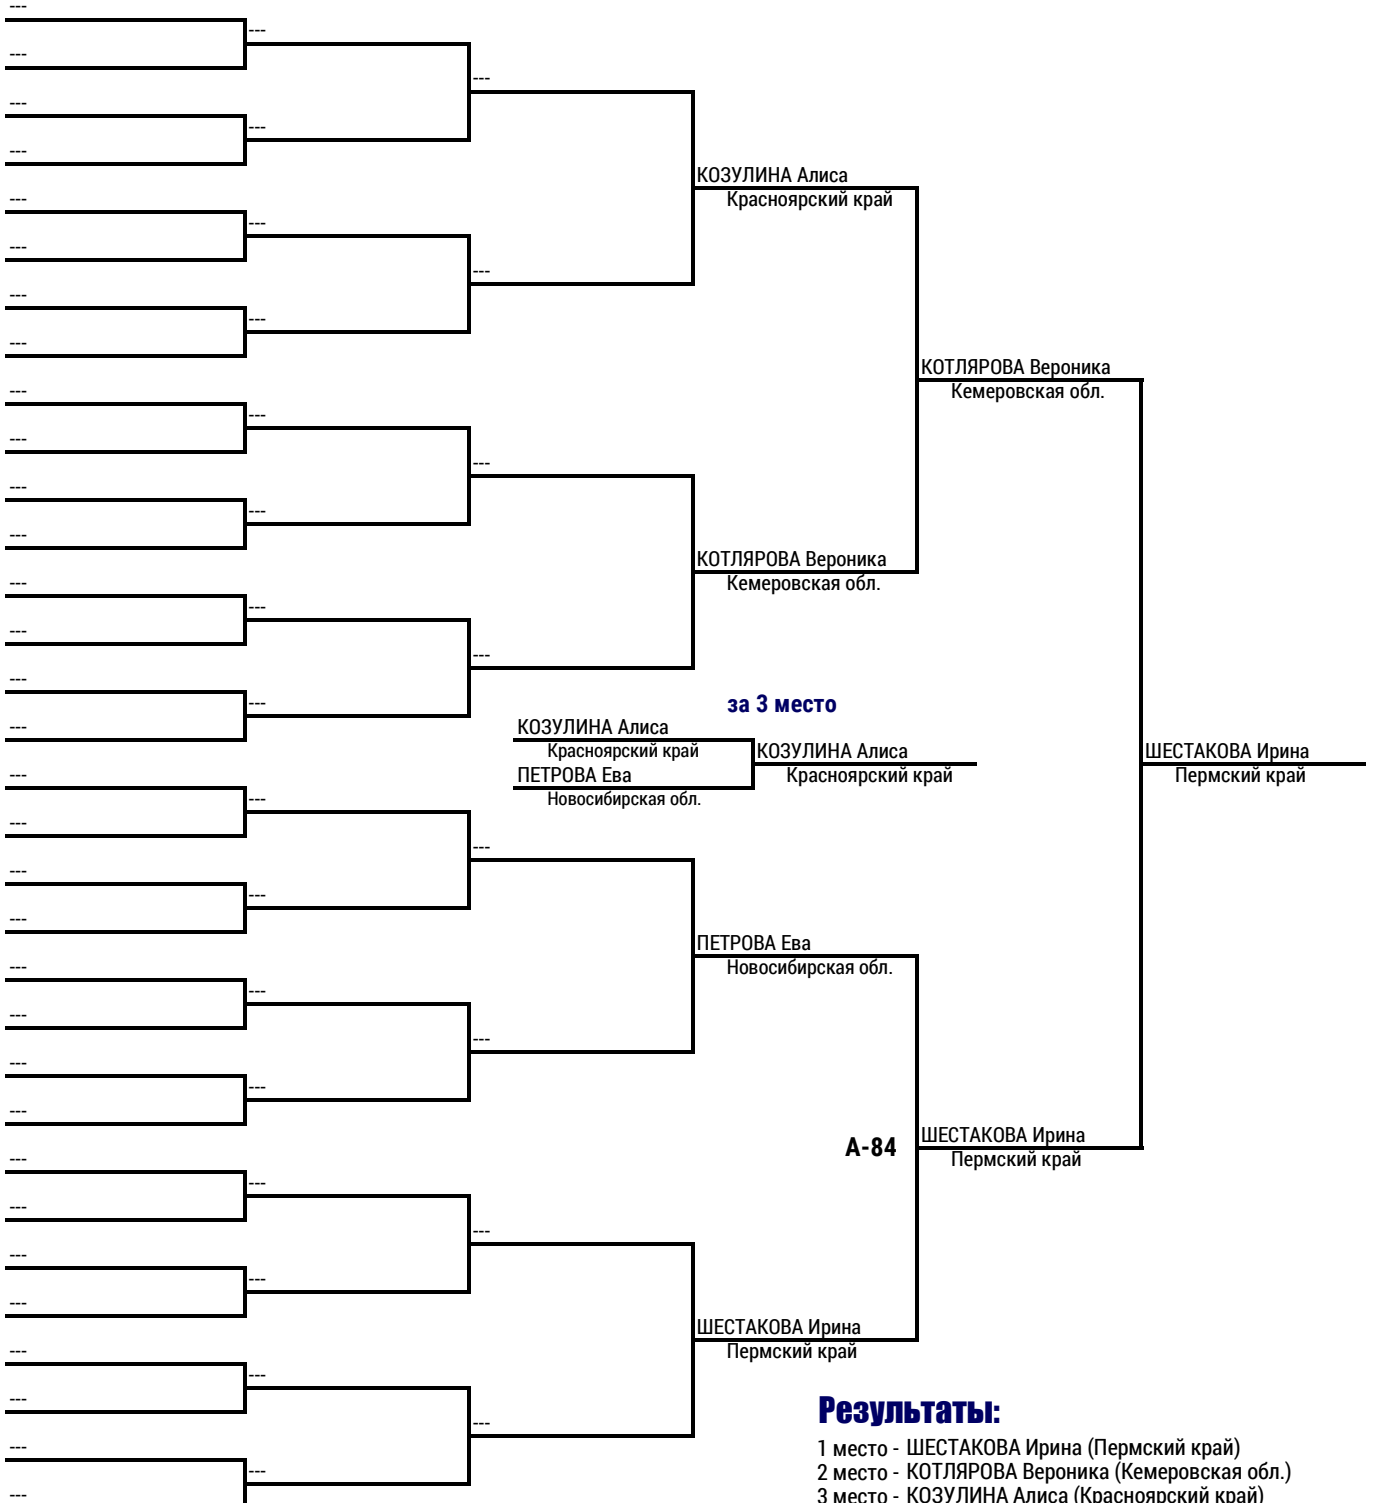 КОЗУЛИНА Алиса
Красноярский край
КОТЛЯРОВА Вероника
Кемеровская обл.
КОТЛЯРОВА Вероника
Кемеровская обл.
за 3 место
КОЗУЛИНА Алиса
Красноярский край
ПЕТРОВА Ева
Новосибирская обл.
КОЗУЛИНА Алиса
Красноярский край
ШЕСТАКОВА Ирина
Пермский край
ПЕТРОВА Ева
Новосибирская обл.
А-84
ШЕСТАКОВА Ирина
Пермский край
ШЕСТАКОВА Ирина
Пермский край
Результаты:
1 место - ШЕСТАКОВА Ирина (Пермский край)
2 место - КОТЛЯРОВА Вероника (Кемеровская обл.)
3 место - КОЗУЛИНА Алиса (Красноярский край)